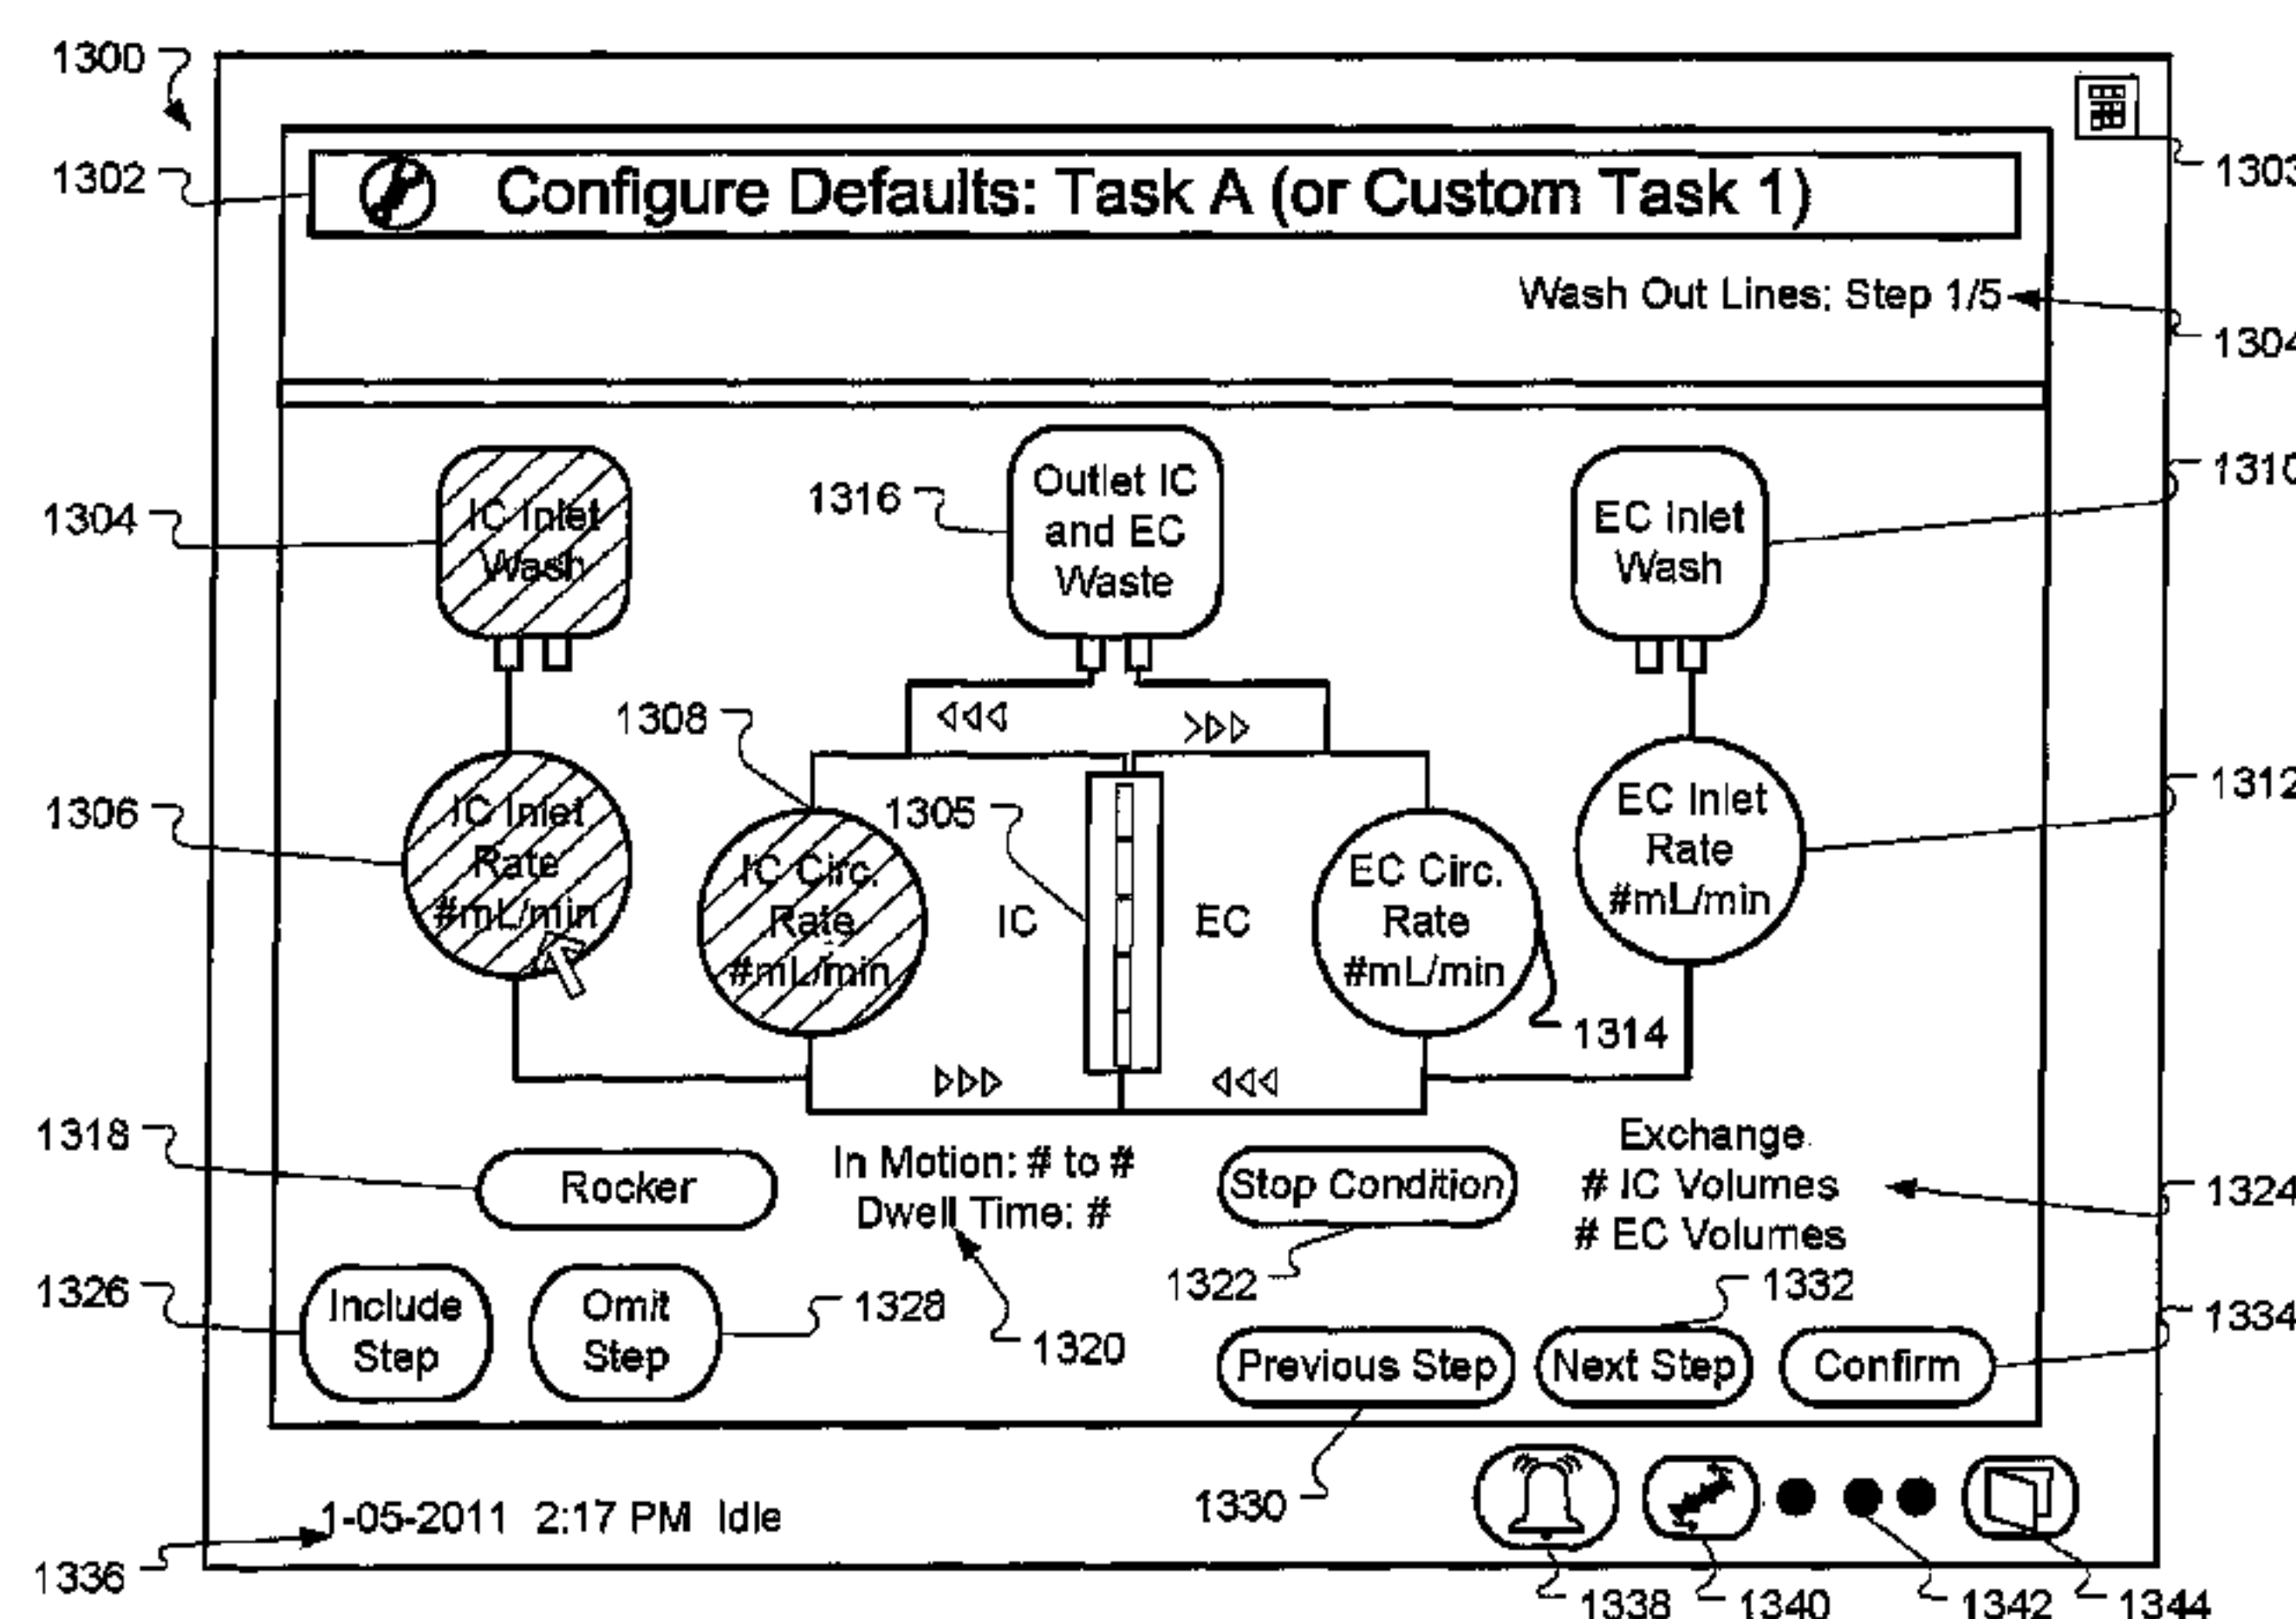 1300
1302
Configure Defaults: Task A (or Custom Task 1)
1303
Wash Out Lines; Step 1/5
1304
1304
IC Inlet
Wash
1316
Outlet IC
and EC
Waste
EC Inlet
Wash
1310
1308
1306
IC Inlet
Rate
#mL/min
IC Circ.
Rate
#mL/min
1305
IC
EC
EC Circ.
Rate
#mL/min
EC Inlet
Rate
#mL/min
1312
1314
1318
Rocker
In Motion: # to #
Dwell Time: #
Stop Condition
Exchange
# IC Volumes
# EC Volumes
1324
1326
Include
Step
Omit
Step
1328
1320
1322
1332
Previous Step
Next Step
Confirm
1334
1330
1-05-2011 2:17 PM Idle
1336
1338
1340
1342
1344